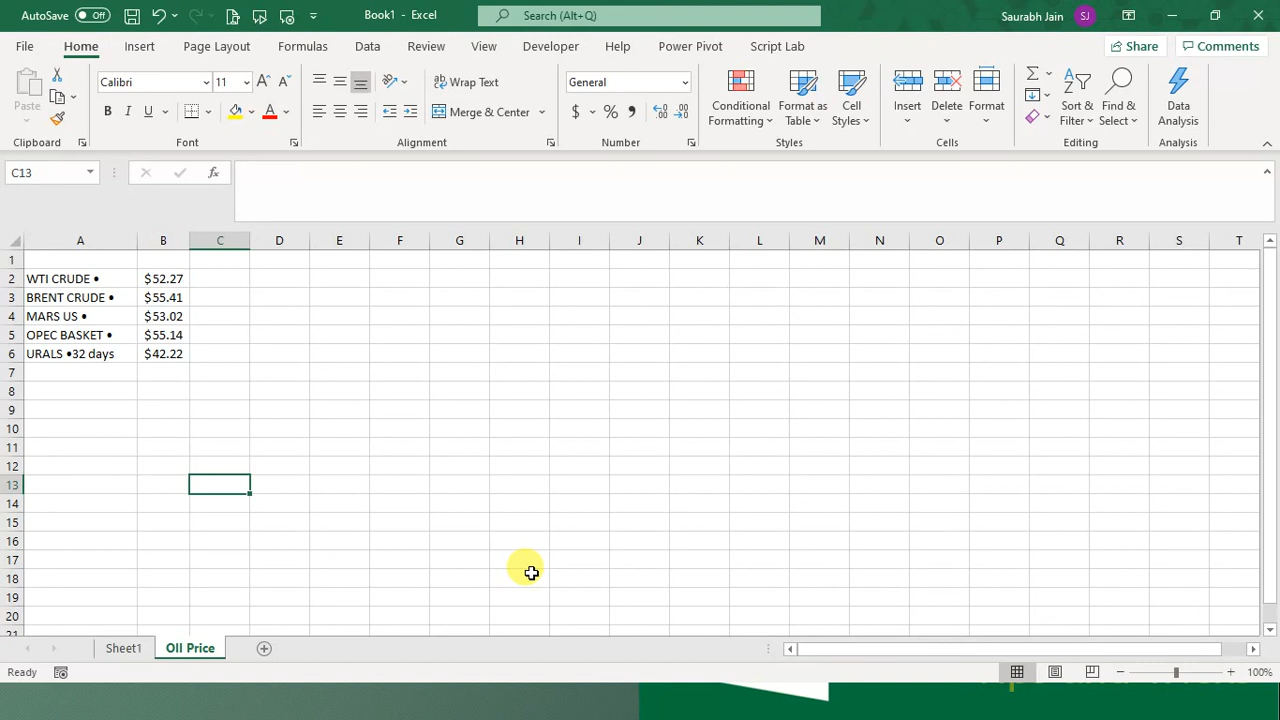 AutoSave Off Book1 - Excel Search (Alt+Q) Saurabh Jain SJ
File Home Insert Page Layout Formulas Data Review View Developer Help Power Pivot Script Lab Share Comments
Paste Calibri 11 Wrap Text General
B I U Merge & Center $ % , Conditional Formatting Format as Table Cell Styles Insert Delete Format Sort & Filter Find & Select Data Analysis
Clipboard Font Alignment Number Styles Cells Editing Analysis
C13 fx
A B C D E F G H I J K L M N O P Q R S T
1
2 WTI CRUDE • $52.27
3 BRENT CRUDE • $55.41
4 MARS US • $53.02
5 OPEC BASKET • $55.14
6 URALS •32 days $42.22
7
8
9
10
11
12
13
14
15
16
17
18
19
20
21
Sheet1 OIl Price
Ready 100%